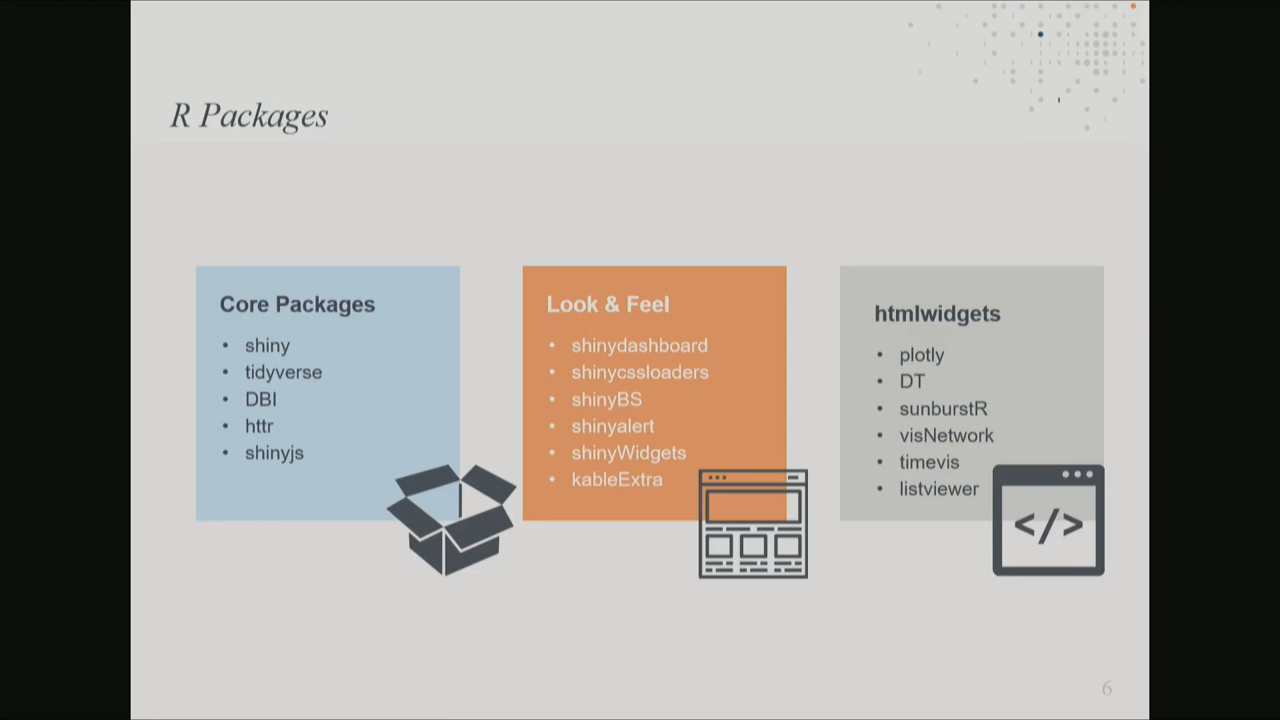 R Packages
Core Packages
• shiny
• tidyverse
• DBI
• httr
• shinyjs
Look & Feel
• shinydashboard
• shinycssloaders
• shinyBS
• shinyalert
• shinyWidgets
• kableExtra
htmlwidgets
• plotly
• DT
• sunburstR
• visNetwork
• timevis
• listviewer
</>
6